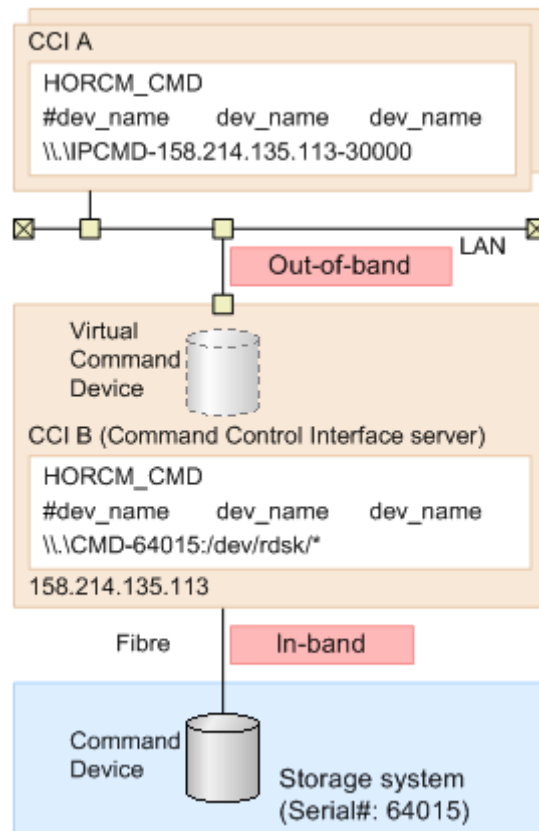 CCI A
HORCM_CMD
#dev_name dev_name dev_name
\\.\IPCMD-158.214.135.113-30000
LAN
Out-of-band
Virtual
Command
Device
CCI B (Command Control Interface server)
HORCM_CMD
#dev_name dev_name dev_name
\\.\CMD-64015:/dev/rdsk/*
158.214.135.113
Fibre
In-band
Command
Device
Storage system
(Serial#: 64015)